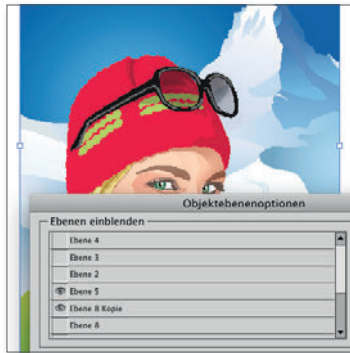 Objektebenenoptionen
Ebenen einblenden
Ebene 4
Ebene 3
Ebene 2
Ebene 5
Ebene 8 Kopie
Ebene 8